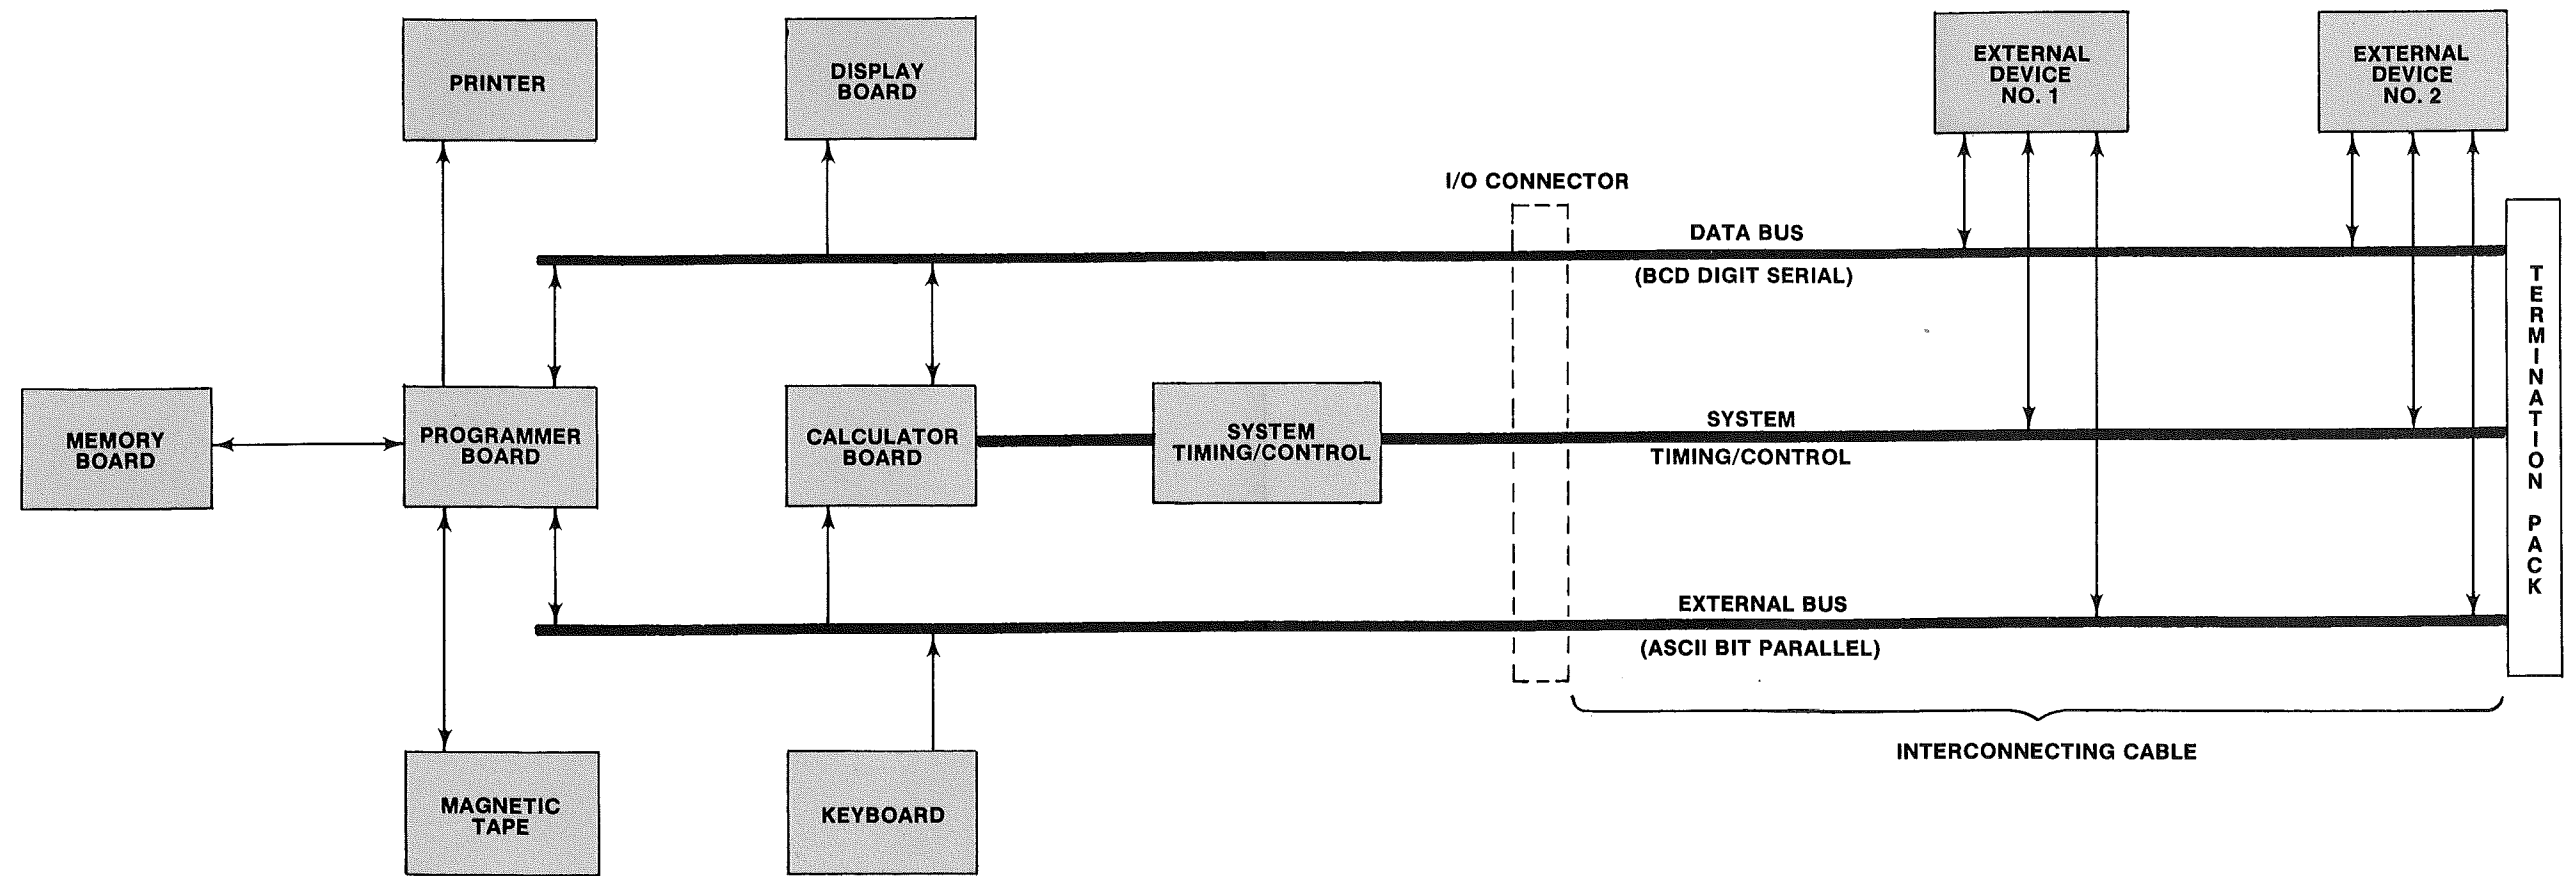 PRINTER
DISPLAY
BOARD
EXTERNAL
DEVICE
NO. 1
EXTERNAL
DEVICE
NO. 2
I/O CONNECTOR
DATA BUS
(BCD DIGIT SERIAL)
MEMORY
BOARD
PROGRAMMER
BOARD
CALCULATOR
BOARD
SYSTEM
TIMING/CONTROL
SYSTEM
TIMING/CONTROL
TERMINATION PACK
EXTERNAL BUS
(ASCII BIT PARALLEL)
INTERCONNECTING CABLE
MAGNETIC
TAPE
KEYBOARD